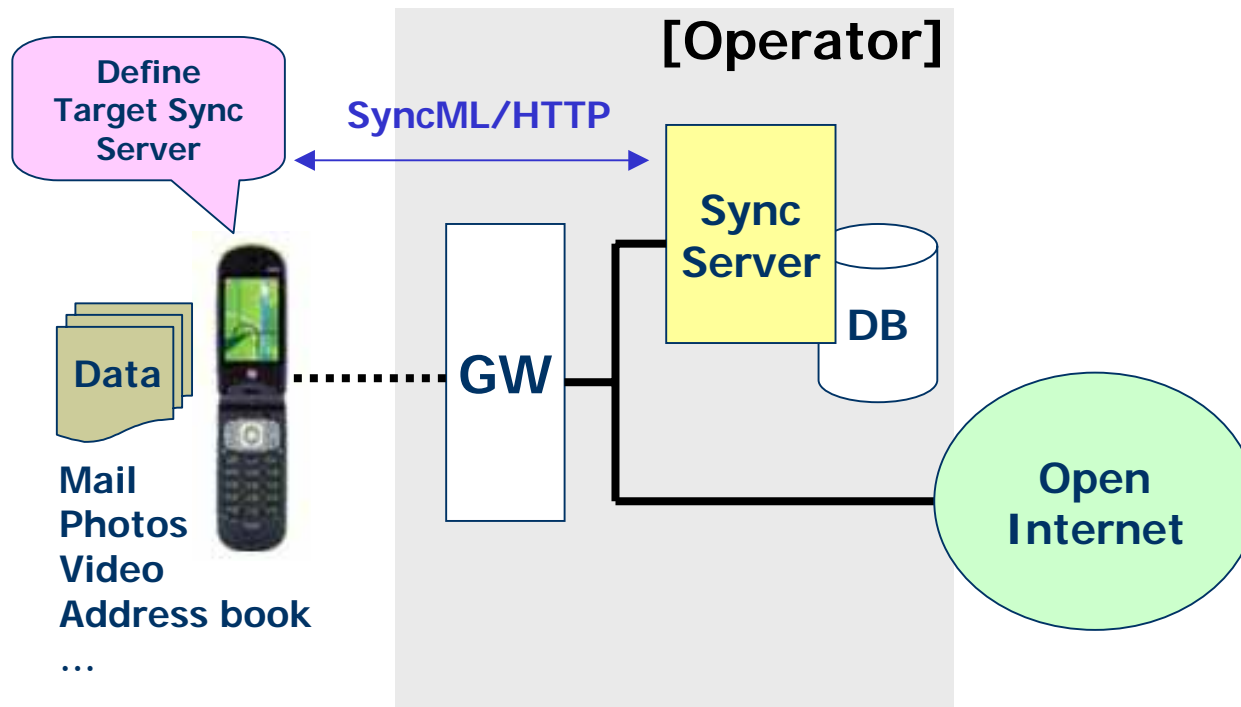 [Operator]
Define
Target Sync
Server
SyncML/HTTP
Sync
Server
DB
GW
Data
Mail
Photos
Video
Address book
...
Open
Internet